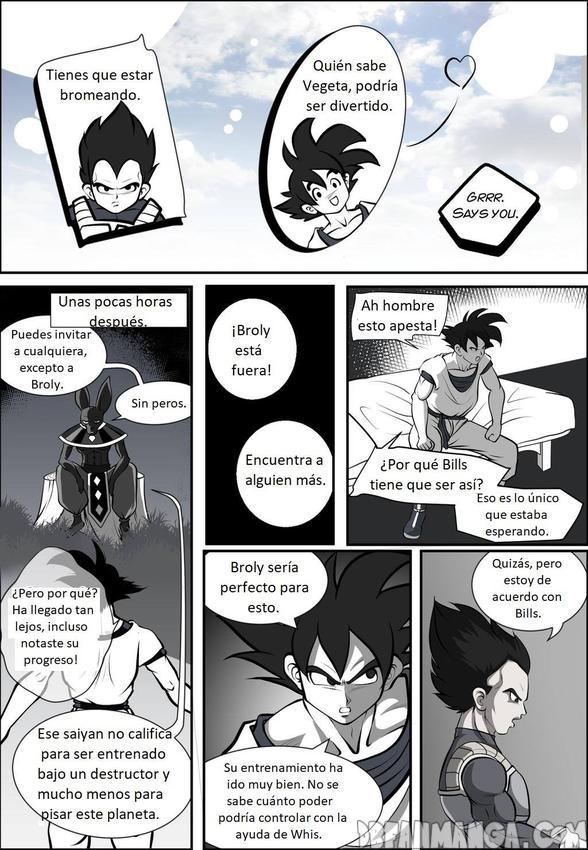 Tienes que estar
bromeando.
Quién sabe
Vegeta, podría
ser divertido.
GRRR.
SAYS YOU.
Unas pocas horas
después.
Puedes invitar
a cualquiera,
excepto a
Broly.
Sin peros.
¡Broly
está
fuera!
Encuentra a
alguien más.
Ah hombre
esto apesta!
¿Por qué Bills
tiene que ser así?
Eso es lo único
que estaba
esperando.
¿Pero por qué?
Ha llegado tan
lejos, incluso
notaste su
progreso!
Ese saiyan no califica
para ser entrenado
bajo un destructor y
mucho menos para
pisar este planeta.
Broly sería
perfecto para
esto.
Su entrenamiento ha
ido muy bien. No se
sabe cuánto poder
podría controlar con la
ayuda de Whis.
Quizás, pero
estoy de
acuerdo con
Bills.
DBFANMANGA.COM